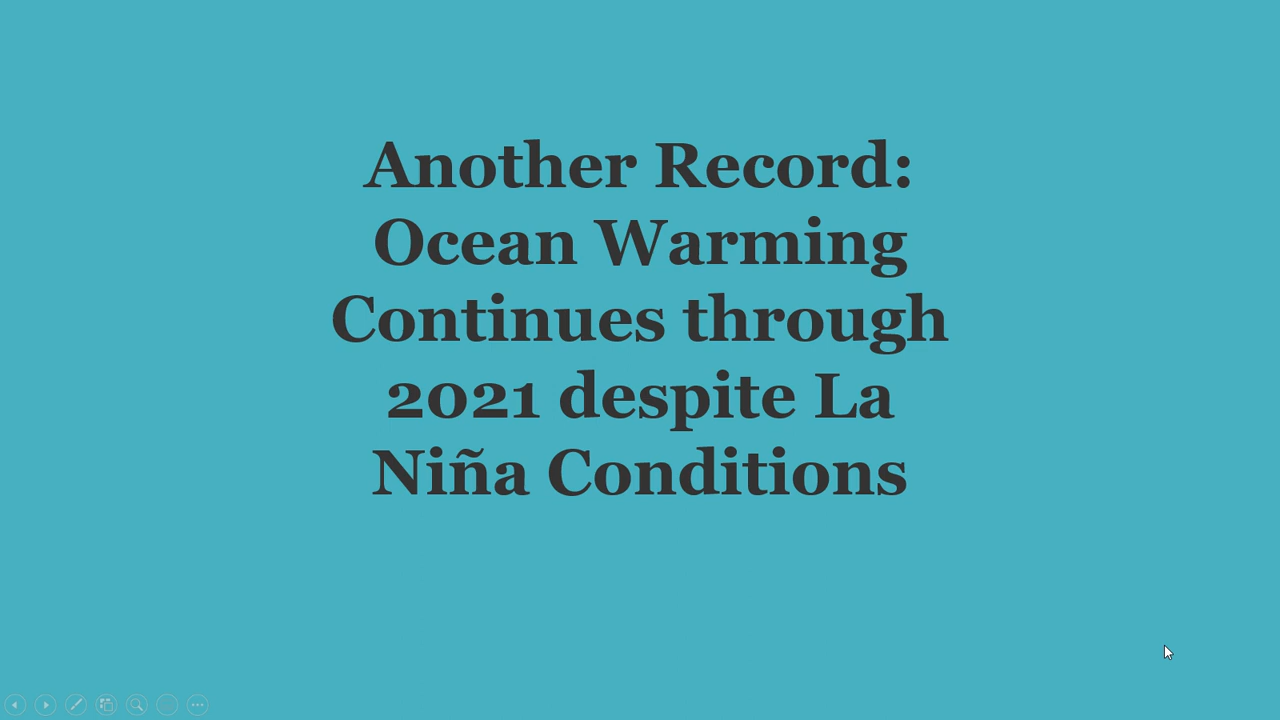 Another Record:
Ocean Warming
Continues through
2021 despite La
Niña Conditions